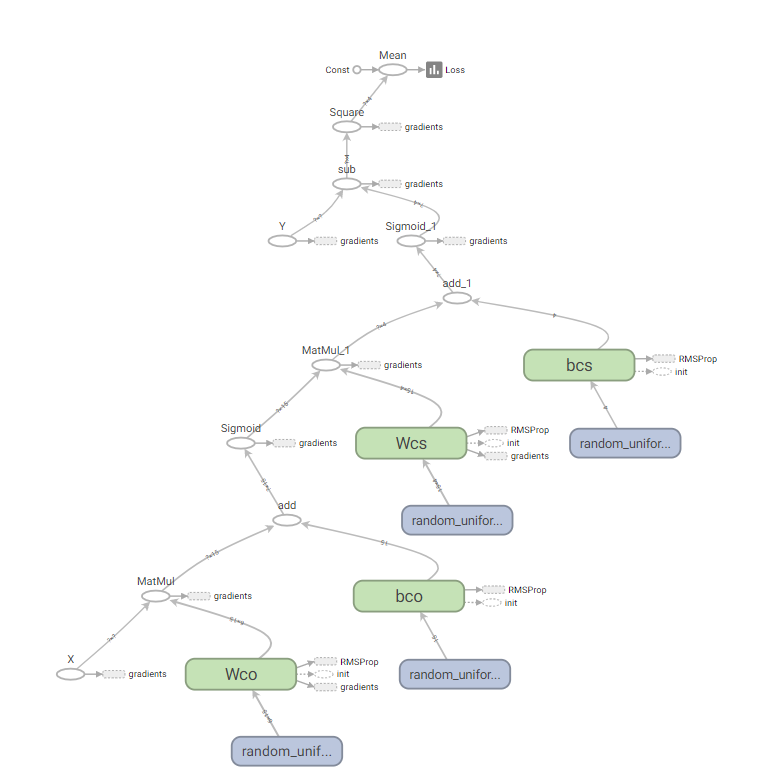 Mean
Const
Loss
Square
gradients
sub
gradients
Y
gradients
Sigmoid_1
gradients
add_1
MatMul_1
gradients
bcs
RMSProp
init
Sigmoid
gradients
Wcs
RMSProp
init
gradients
random_unifor...
add
random_unifor...
MatMul
gradients
bco
RMSProp
init
X
gradients
Wco
RMSProp
init
gradients
random_unifor...
random_unif...